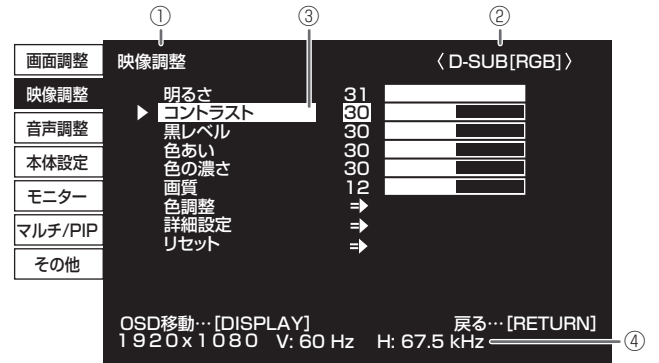 ① ③ ②
画面調整
映像調整
音声調整
本体設定
モニター
マルチ/PIP
その他
映像調整 〈 D-SUB[RGB] 〉
明るさ 31
コントラスト 30
黒レベル 30
色あい 30
色の濃さ 30
画質 12
色調整
詳細設定
リセット
OSD移動…[DISPLAY] 戻る…[RETURN]
1920x1080 V: 60 Hz H: 67.5 kHz ④